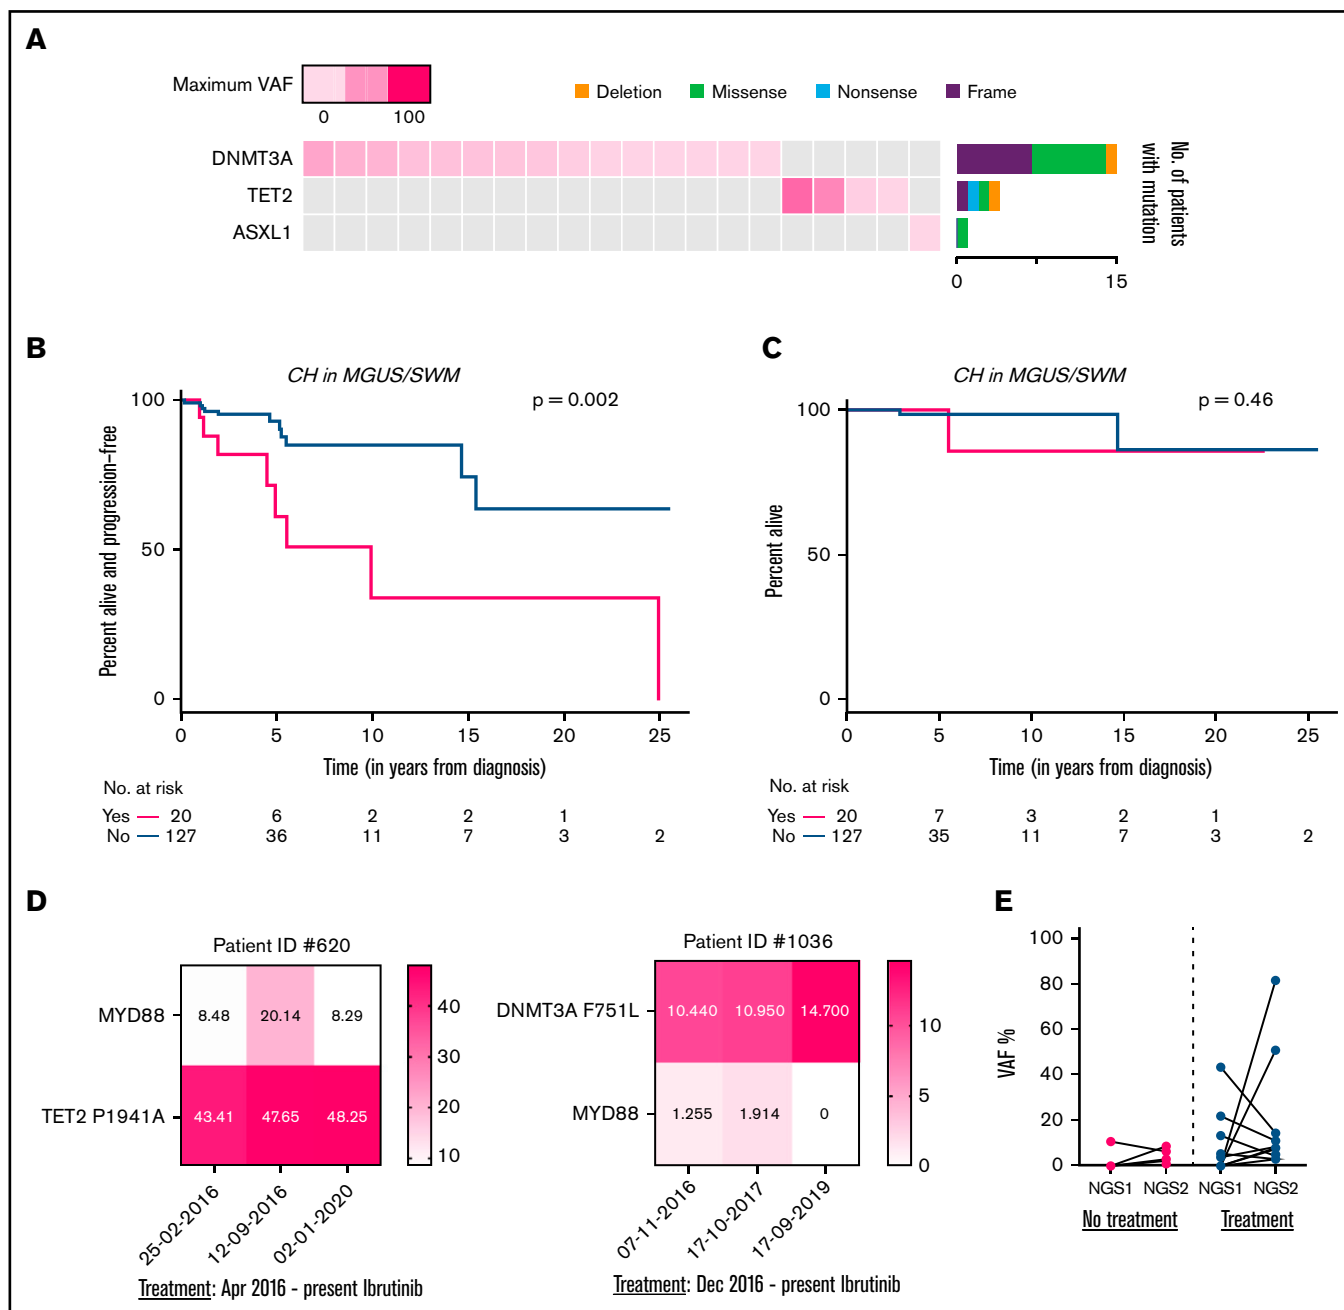 A
Maximum VAF
0 100
Deletion Missense Nonsense Frame
DNMT3A
TET2
ASXL1
No. of patients
with mutation
0 15
B
CH in MGUS/SWM
p = 0.002
Percent alive and progression-free
100
50
0
0 5 10 15 20 25
Time (in years from diagnosis)
No. at risk
Yes 20 6 2 2 1
No 127 36 11 7 3 2
C
CH in MGUS/SWM
p = 0.46
Percent alive
100
50
0
0 5 10 15 20 25
Time (in years from diagnosis)
No. at risk
Yes 20 7 3 2 1
No 127 35 11 7 3 2
D
Patient ID #620
MYD88 8.48 20.14 8.29
TET2 P1941A 43.41 47.65 48.25
40
30
20
10
25-02-2016 12-09-2016 02-01-2020
Treatment: Apr 2016 - present Ibrutinib
Patient ID #1036
DNMT3A F751L 10.440 10.950 14.700
MYD88 1.255 1.914 0
10
5
0
07-11-2016 17-10-2017 17-09-2019
Treatment: Dec 2016 - present Ibrutinib
E
VAF %
100
80
60
40
20
0
NGS1 NGS2 NGS1 NGS2
No treatment Treatment